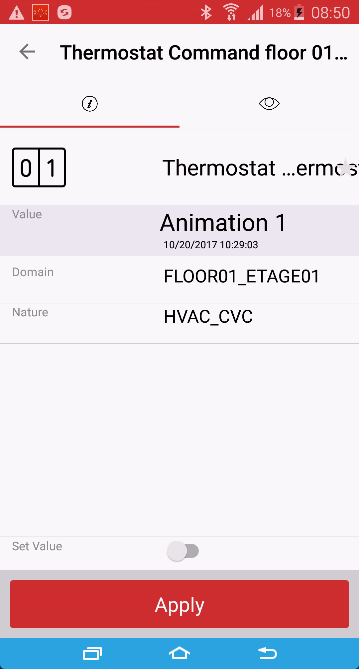 18% 08:50
Thermostat Command floor 01...
01 Thermostat ...ermos
Value Animation 1
10/20/2017 10:29:03
Domain FLOOR01_ETAGE01
Nature HVAC_CVC
Set Value
Apply